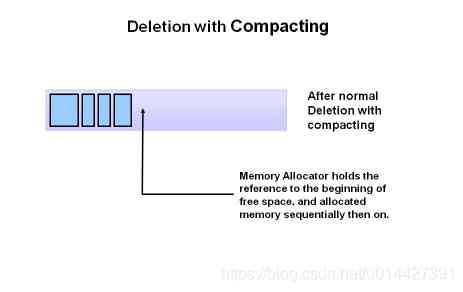 Deletion with Compacting
After normal
Deletion with
compacting
Memory Allocator holds the
reference to the beginning of
free space, and allocated
memory sequentially then on.
https://blog.csdn.net/u014427391